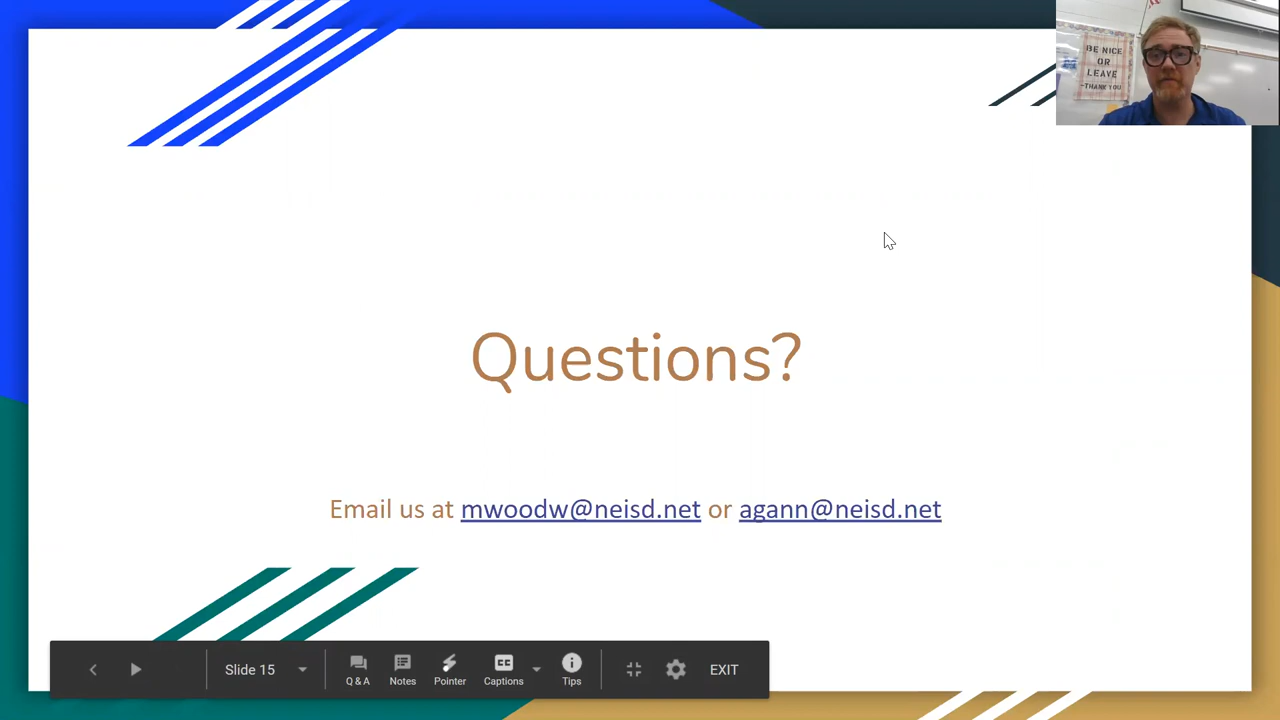 BE NICE
OR
LEAVE
-THANK YOU
Questions?
Email us at mwoodw@neisd.net or agann@neisd.net
Slide 15
Q & A
Notes
Pointer
CC
Captions
Tips
EXIT